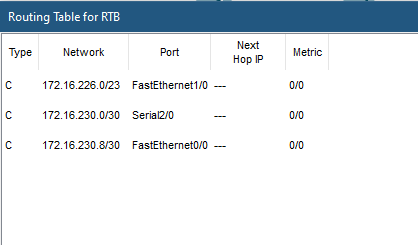 Routing Table for RTB
Type Network Port Next Hop IP Metric
C 172.16.226.0/23 FastEthernet1/0 --- 0/0
C 172.16.230.0/30 Serial2/0 --- 0/0
C 172.16.230.8/30 FastEthernet0/0 --- 0/0